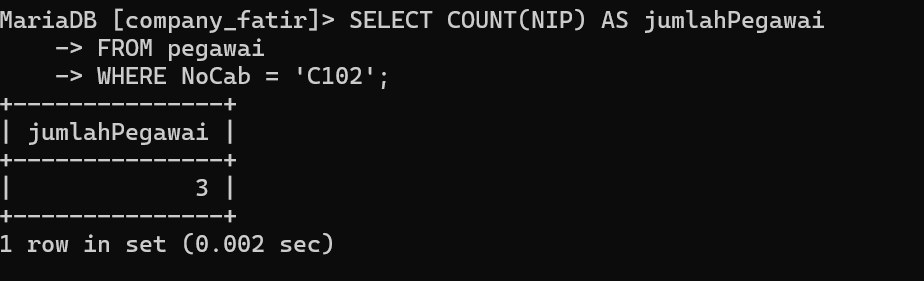 MariaDB [company_fatir]> SELECT COUNT(NIP) AS jumlahPegawai
    -> FROM pegawai
    -> WHERE NoCab = 'C102';
+---------------+
| jumlahPegawai |
+---------------+
|             3 |
+---------------+
1 row in set (0.002 sec)